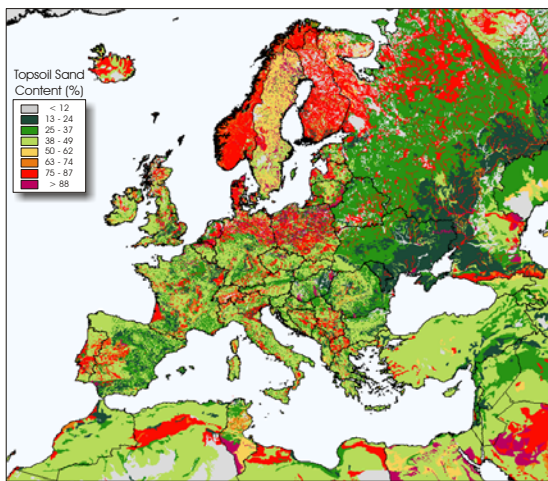 Topsoil Sand
Content (%)
< 12
13 - 24
25 - 37
38 - 49
50 - 62
63 - 74
75 - 87
> 88